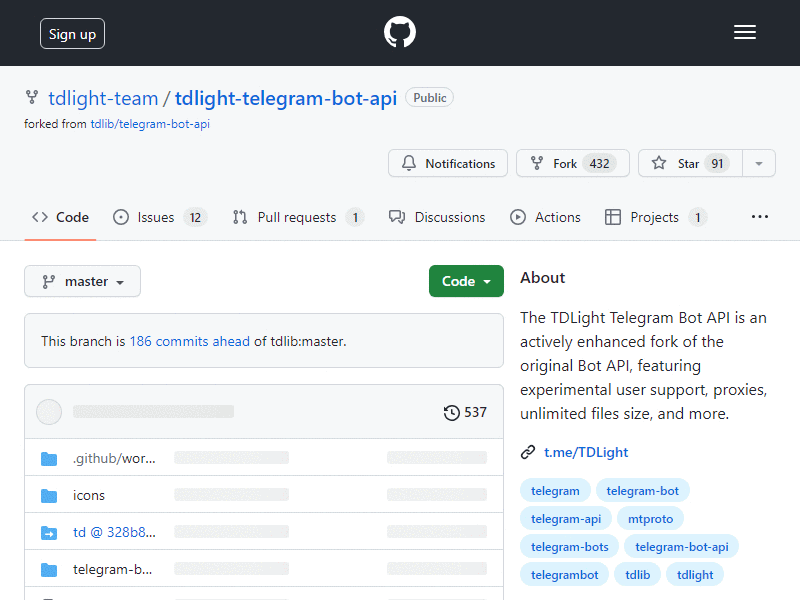 Sign up
tdlight-team / tdlight-telegram-bot-api Public
forked from tdlib/telegram-bot-api
Notifications Fork 432 Star 91
Code Issues 12 Pull requests 1 Discussions Actions Projects 1 ...
master Code
This branch is 186 commits ahead of tdlib:master.
537
.github/wor...
icons
td @ 328b8...
telegram-b...
About
The TDLight Telegram Bot API is an
actively enhanced fork of the
original Bot API, featuring
experimental user support, proxies,
unlimited files size, and more.
t.me/TDLight
telegram telegram-bot
telegram-api mtproto
telegram-bots telegram-bot-api
telegrambot tdlib tdlight